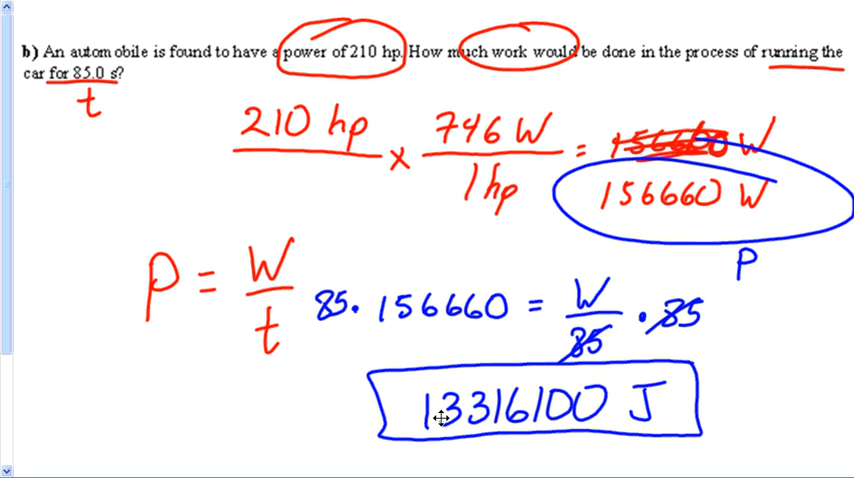 b) An automobile is found to have a power of 210 hp. How much work would be done in the process of running the
car for 85.0 s?
t
210 hp x 746 W / 1 hp = 156660 W
156660 W
P
P = W / t
85 · 156660 = W / 85 · 85
13316100 J